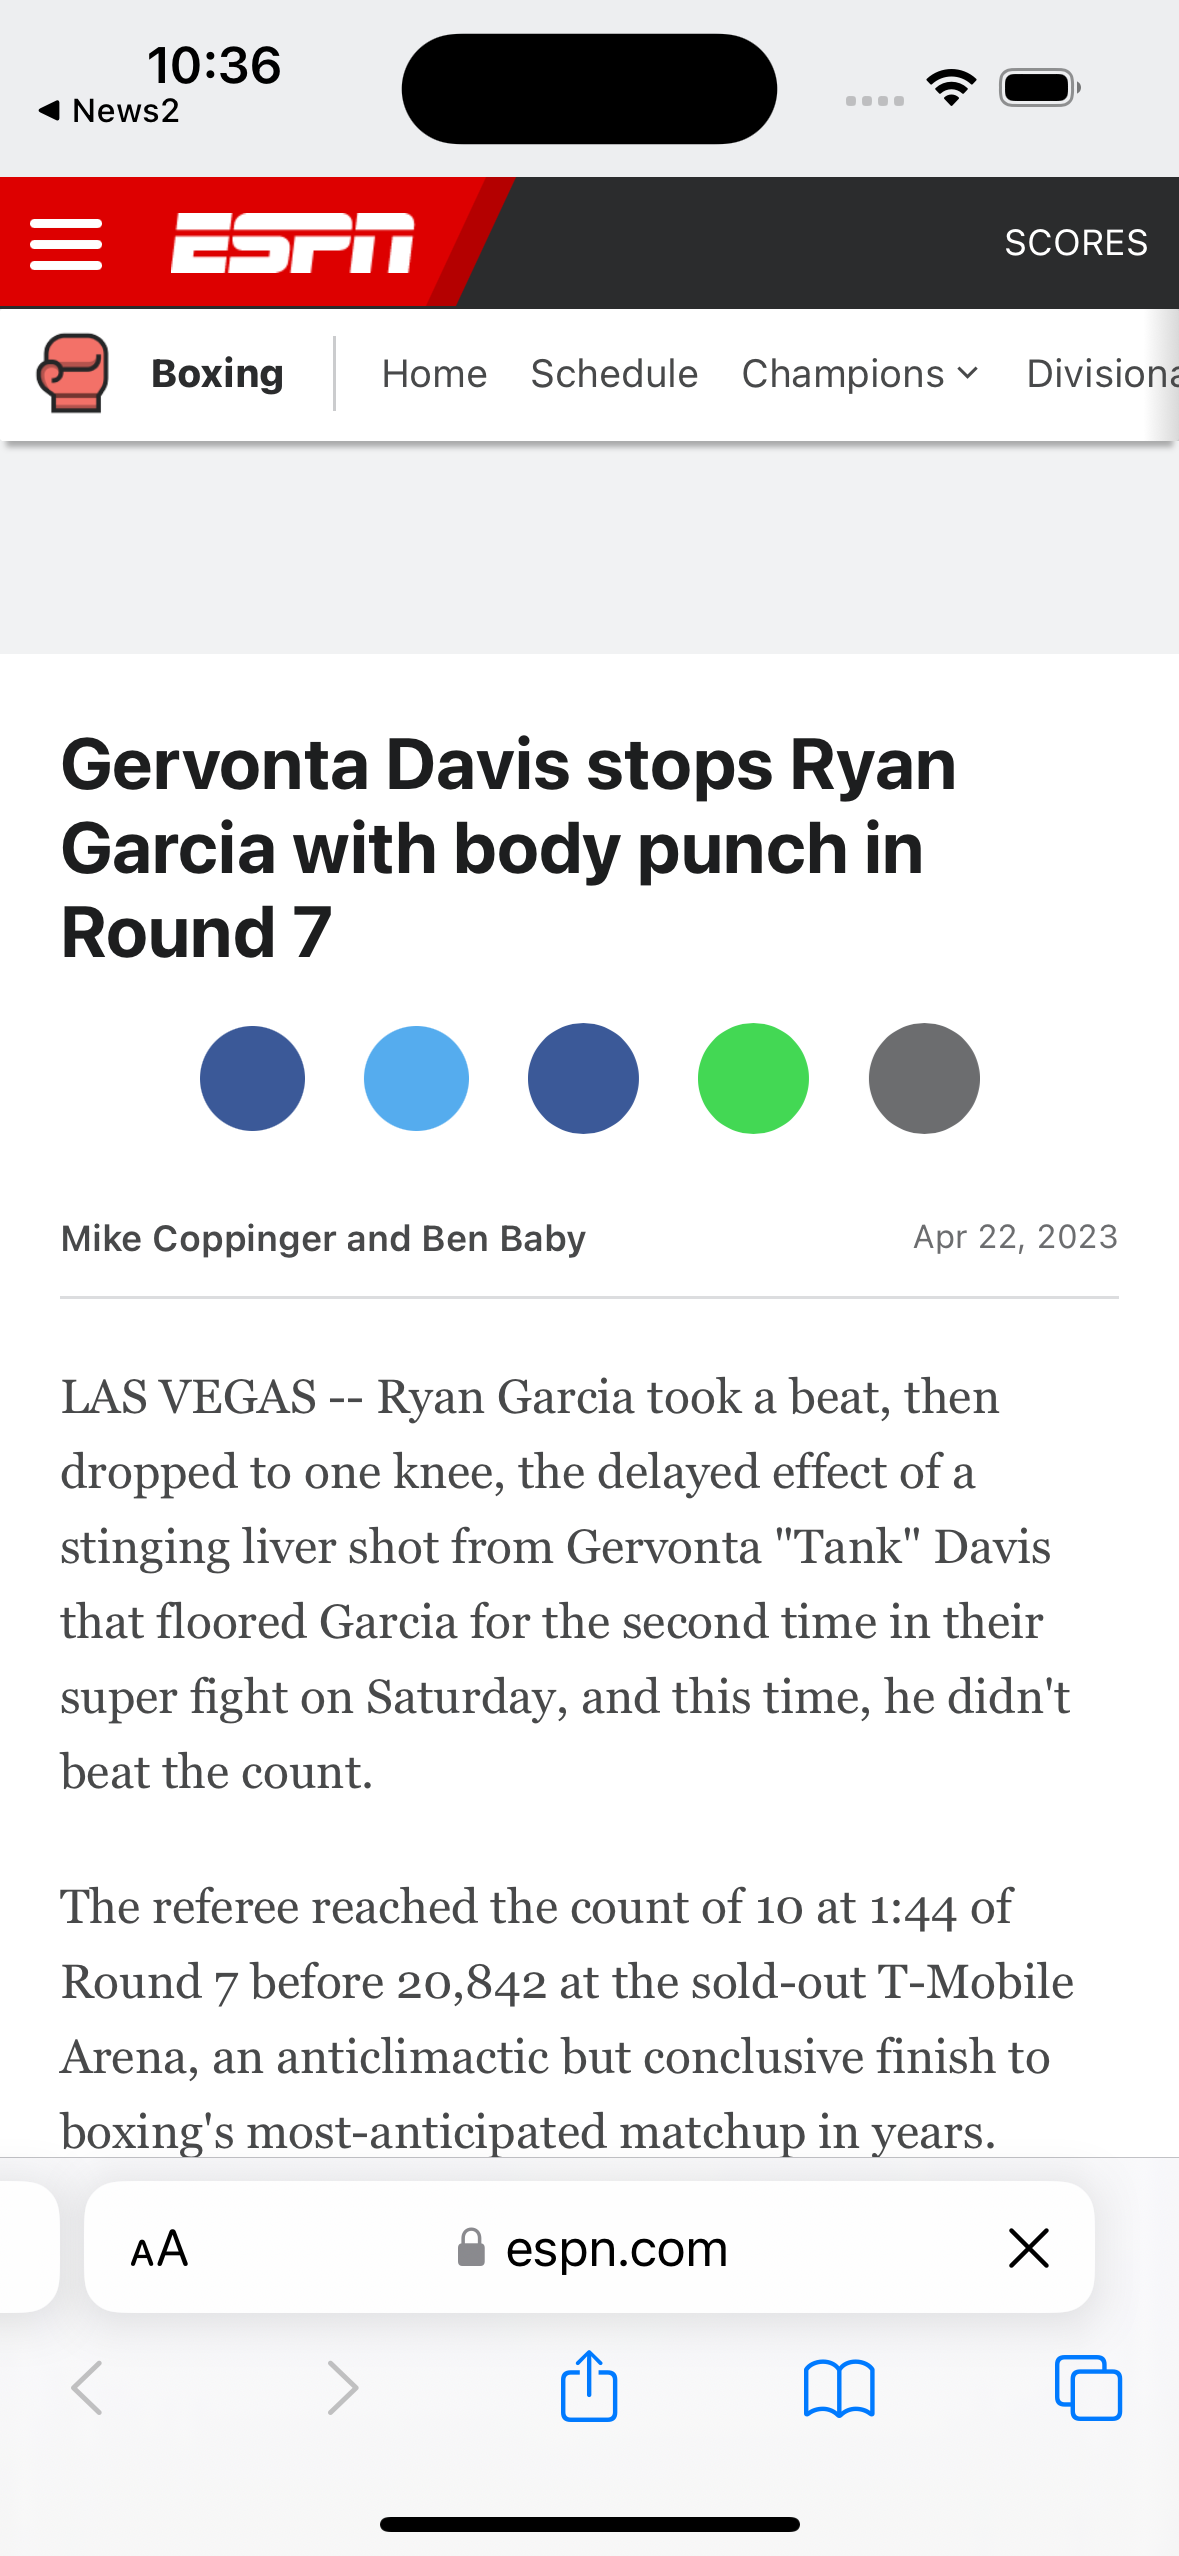 10:36
◀ News2
ESPN
SCORES
Boxing
Home
Schedule
Champions
Divisiona
Gervonta Davis stops Ryan
Garcia with body punch in
Round 7
Mike Coppinger and Ben Baby
Apr 22, 2023
LAS VEGAS -- Ryan Garcia took a beat, then
dropped to one knee, the delayed effect of a
stinging liver shot from Gervonta "Tank" Davis
that floored Garcia for the second time in their
super fight on Saturday, and this time, he didn't
beat the count.
The referee reached the count of 10 at 1:44 of
Round 7 before 20,842 at the sold-out T-Mobile
Arena, an anticlimactic but conclusive finish to
boxing's most-anticipated matchup in years.
AA
espn.com